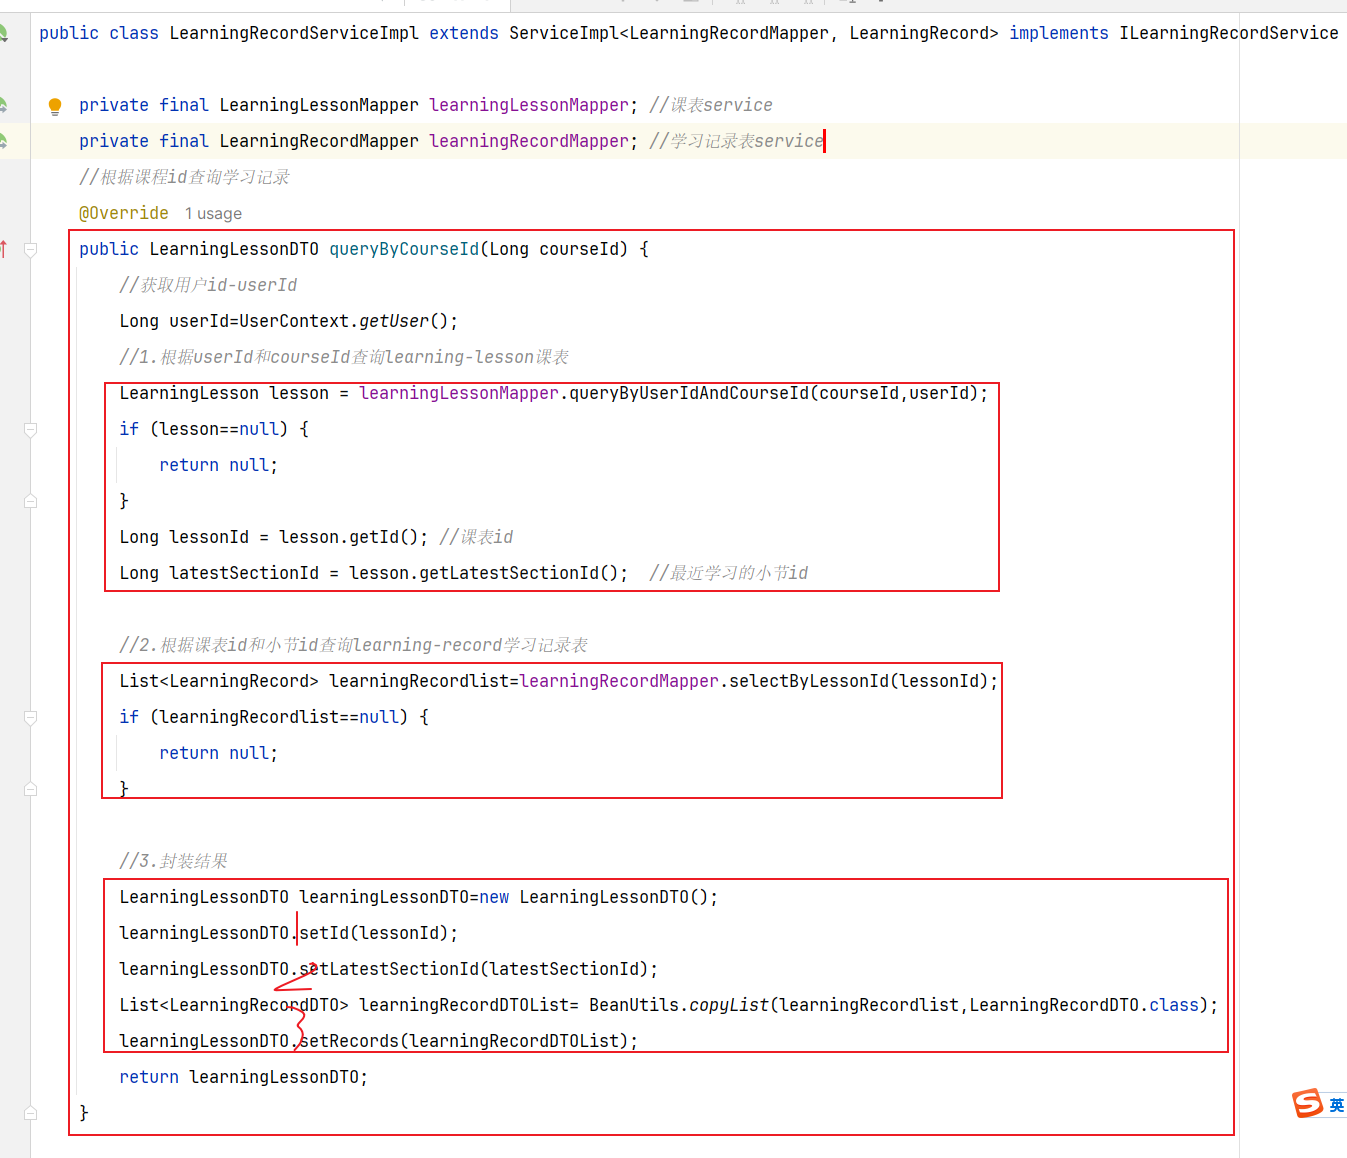 public class LearningRecordServiceImpl extends ServiceImpl<LearningRecordMapper, LearningRecord> implements ILearningRecordService
private final LearningLessonMapper learningLessonMapper; //课表service
private final LearningRecordMapper learningRecordMapper; //学习记录表service
//根据课程id查询学习记录
@Override 1 usage
public LearningLessonDTO queryByCourseId(Long courseId) {
//获取用户id-userId
Long userId=UserContext.getUser();
//1.根据userId和courseId查询learning-lesson课表
LearningLesson lesson = learningLessonMapper.queryByUserIdAndCourseId(courseId,userId);
if (lesson==null) {
return null;
}
Long lessonId = lesson.getId(); //课表id
Long latestSectionId = lesson.getLatestSectionId(); //最近学习的小节id
//2.根据课表id和小节id查询learning-record学习记录表
List<LearningRecord> learningRecordlist=learningRecordMapper.selectByLessonId(lessonId);
if (learningRecordlist==null) {
return null;
}
//3.封装结果
LearningLessonDTO learningLessonDTO=new LearningLessonDTO();
learningLessonDTO.setId(lessonId);
learningLessonDTO.setLatestSectionId(latestSectionId);
List<LearningRecordDTO> learningRecordDTOList= BeanUtils.copyList(learningRecordlist,LearningRecordDTO.class);
learningLessonDTO.setRecords(learningRecordDTOList);
return learningLessonDTO;
}
英